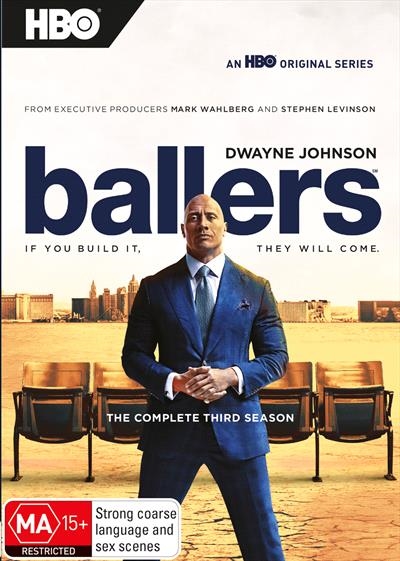 HBO
AN HBO ORIGINAL SERIES
FROM EXECUTIVE PRODUCERS MARK WAHLBERG AND STEPHEN LEVINSON
DWAYNE JOHNSON
ballers℠
IF YOU BUILD IT, THEY WILL COME.
THE COMPLETE THIRD SEASON
MA 15+
RESTRICTED
Strong coarse
language and
sex scenes